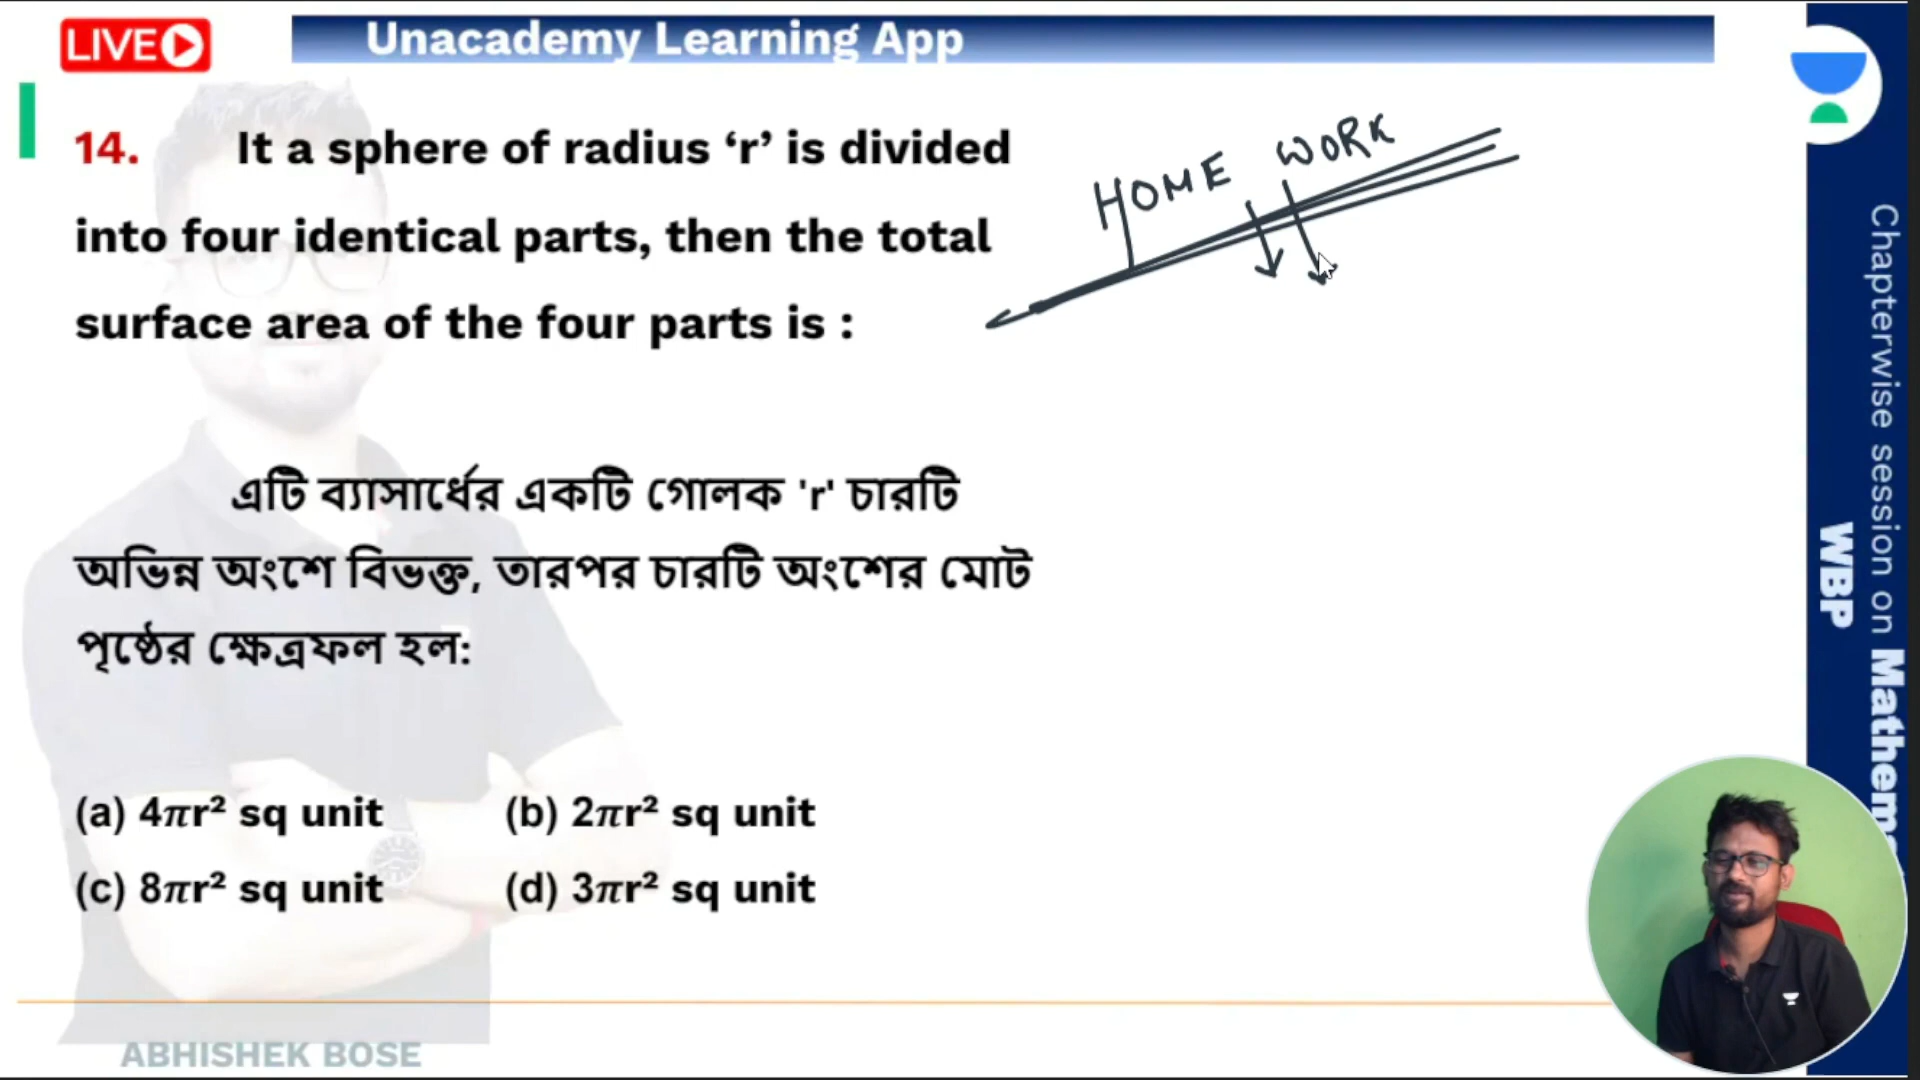 LIVE
Unacademy Learning App
14. It a sphere of radius ‘r’ is divided
into four identical parts, then the total
surface area of the four parts is :
HOME WORK
এটি ব্যাসার্ধের একটি গোলক 'r' চারটি
অভিন্ন অংশে বিভক্ত, তারপর চারটি অংশের মোট
পৃষ্ঠের ক্ষেত্রফল হল:
(a) 4πr² sq unit (b) 2πr² sq unit
(c) 8πr² sq unit (d) 3πr² sq unit
ABHISHEK BOSE
Chapterwise session on Mathem
WBP